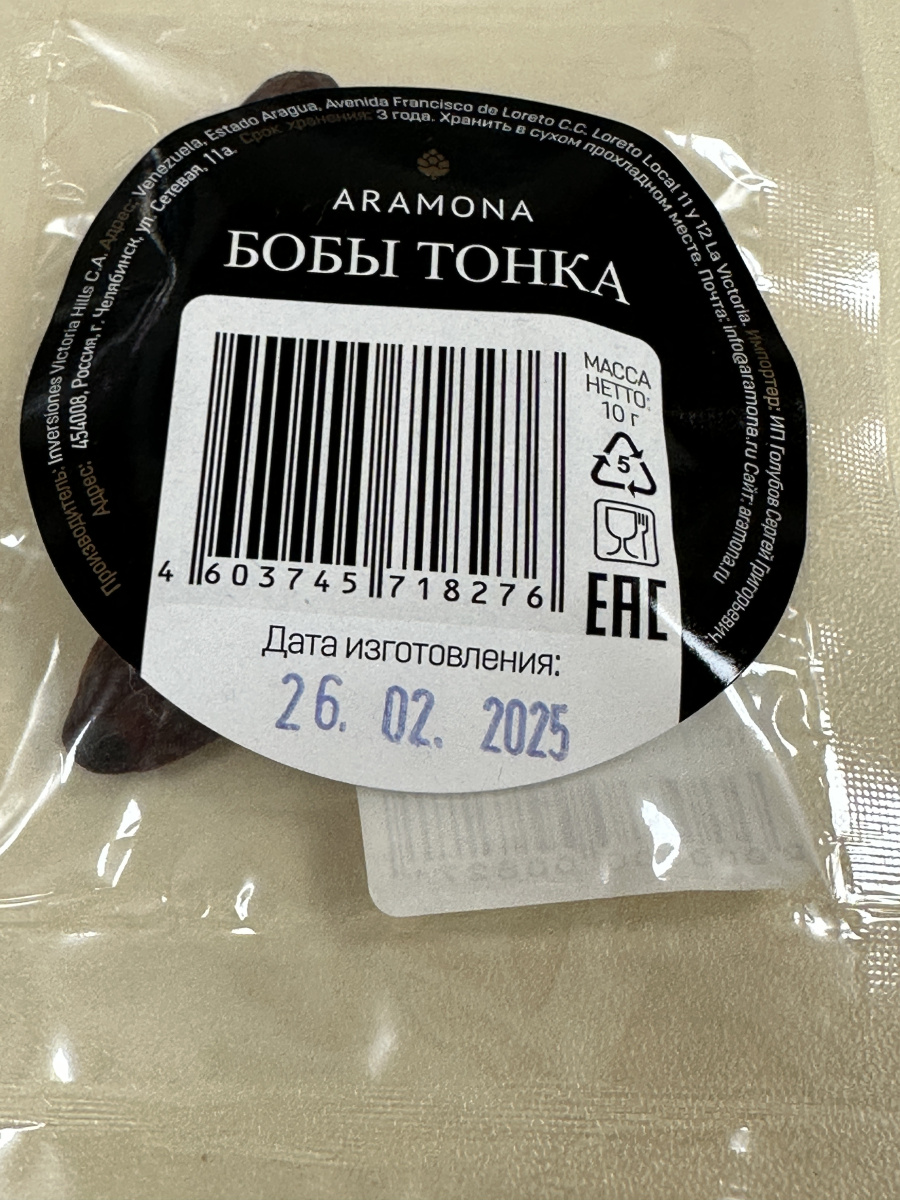 Производитель: Inversiones Victoria Hills C.A. Адрес: Venezuela, Estado Aragua, Avenida Francisco de Loreto C.C. Loreto Local 11 y 12 La Victoria. Импортер: ИП Голубов Сергей Григорьевич
Адрес: 454008, Россия, г. Челябинск, ул. Сетевая, 11а. Срок хранения: 3 года. Хранить в сухом прохладном месте. Почта: info@aramona.ru Сайт: aramona.ru
ARAMONA
БОБЫ ТОНКА
МАССА
НЕТТО:
10 г
5
EAC
4 603745 718276
Дата изготовления:
26. 02. 2025